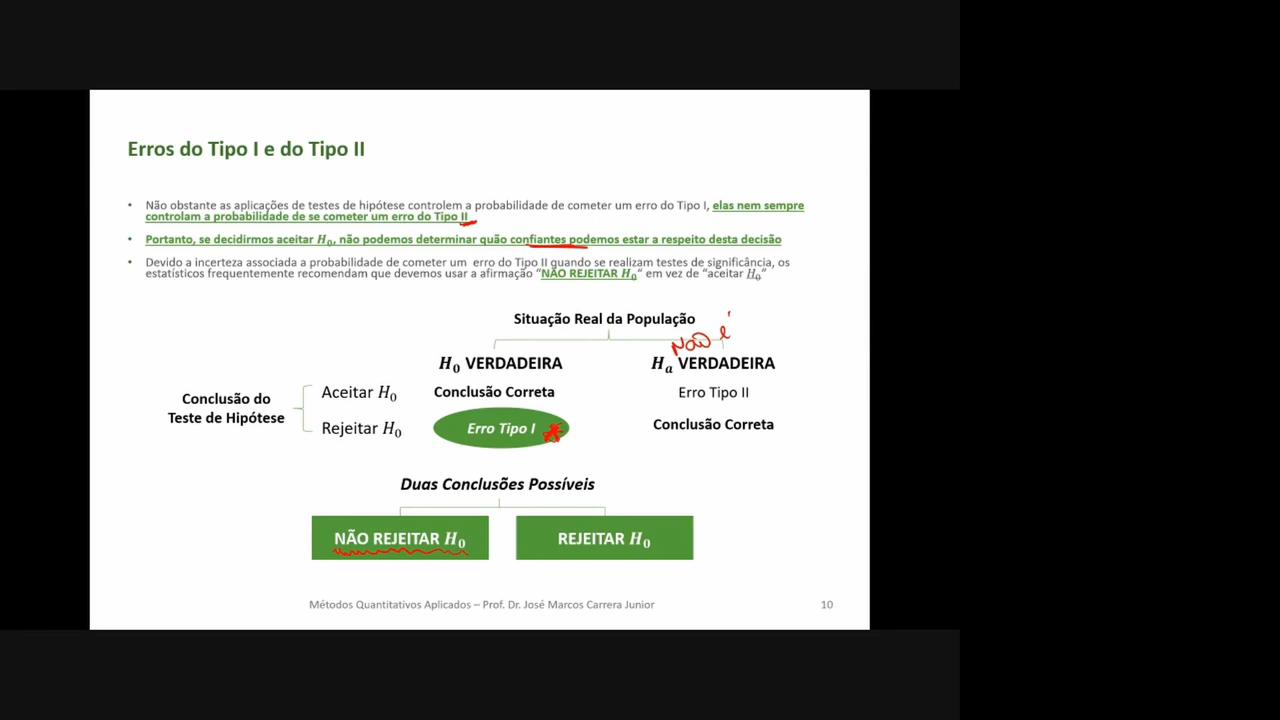 Erros do Tipo I e do Tipo II
• Não obstante as aplicações de testes de hipótese controlem a probabilidade de cometer um erro do Tipo I, elas nem sempre
controlam a probabilidade de se cometer um erro do Tipo II
• Portanto, se decidirmos aceitar H₀, não podemos determinar quão confiantes podemos estar a respeito desta decisão
• Devido a incerteza associada a probabilidade de cometer um erro do Tipo II quando se realizam testes de significância, os
estatísticos frequentemente recomendam que devemos usar a afirmação “NÃO REJEITAR H₀“ em vez de “aceitar H₀”
Situação Real da População
Não é
H₀ VERDADEIRA Hₐ VERDADEIRA
Conclusão do
Teste de Hipótese
Aceitar H₀ Conclusão Correta Erro Tipo II
Rejeitar H₀ Erro Tipo I Conclusão Correta
Duas Conclusões Possíveis
NÃO REJEITAR H₀ REJEITAR H₀
Métodos Quantitativos Aplicados – Prof. Dr. José Marcos Carrera Junior 10